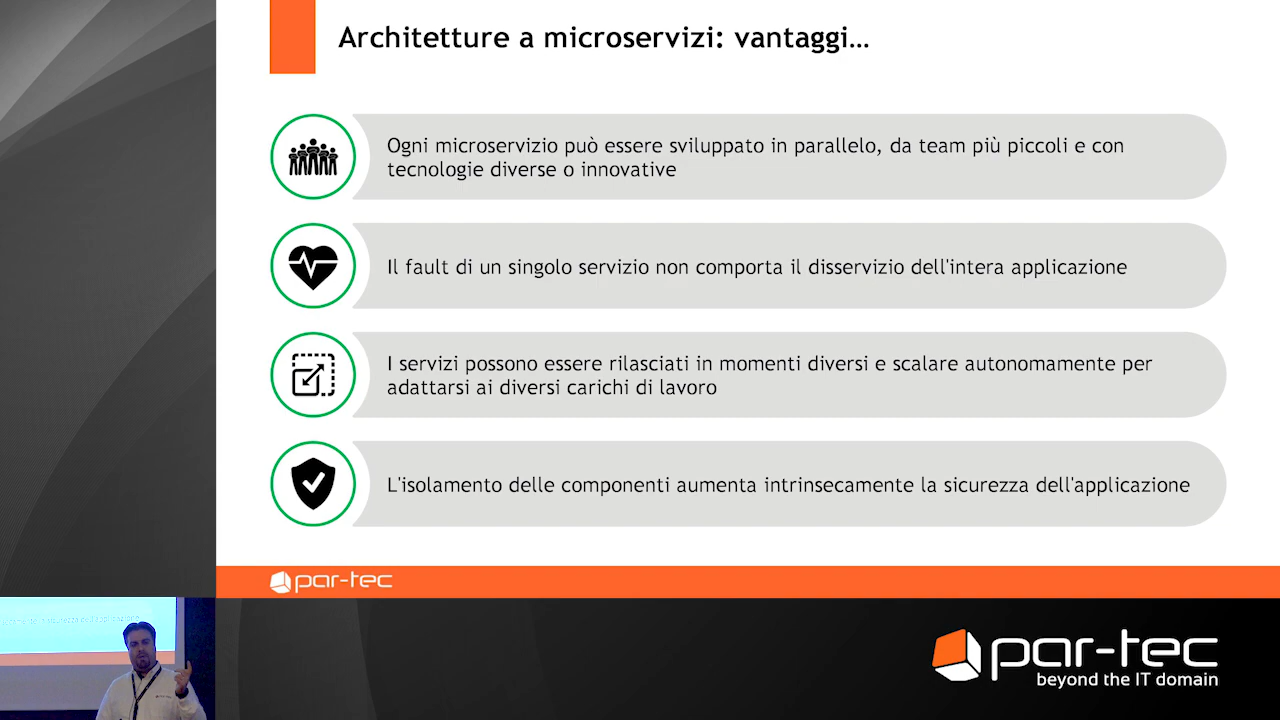 Architetture a microservizi: vantaggi…
Ogni microservizio può essere sviluppato in parallelo, da team più piccoli e con
tecnologie diverse o innovative
Il fault di un singolo servizio non comporta il disservizio dell'intera applicazione
I servizi possono essere rilasciati in momenti diversi e scalare autonomamente per
adattarsi ai diversi carichi di lavoro
L'isolamento delle componenti aumenta intrinsecamente la sicurezza dell'applicazione
par-tec
par-tec
beyond the IT domain